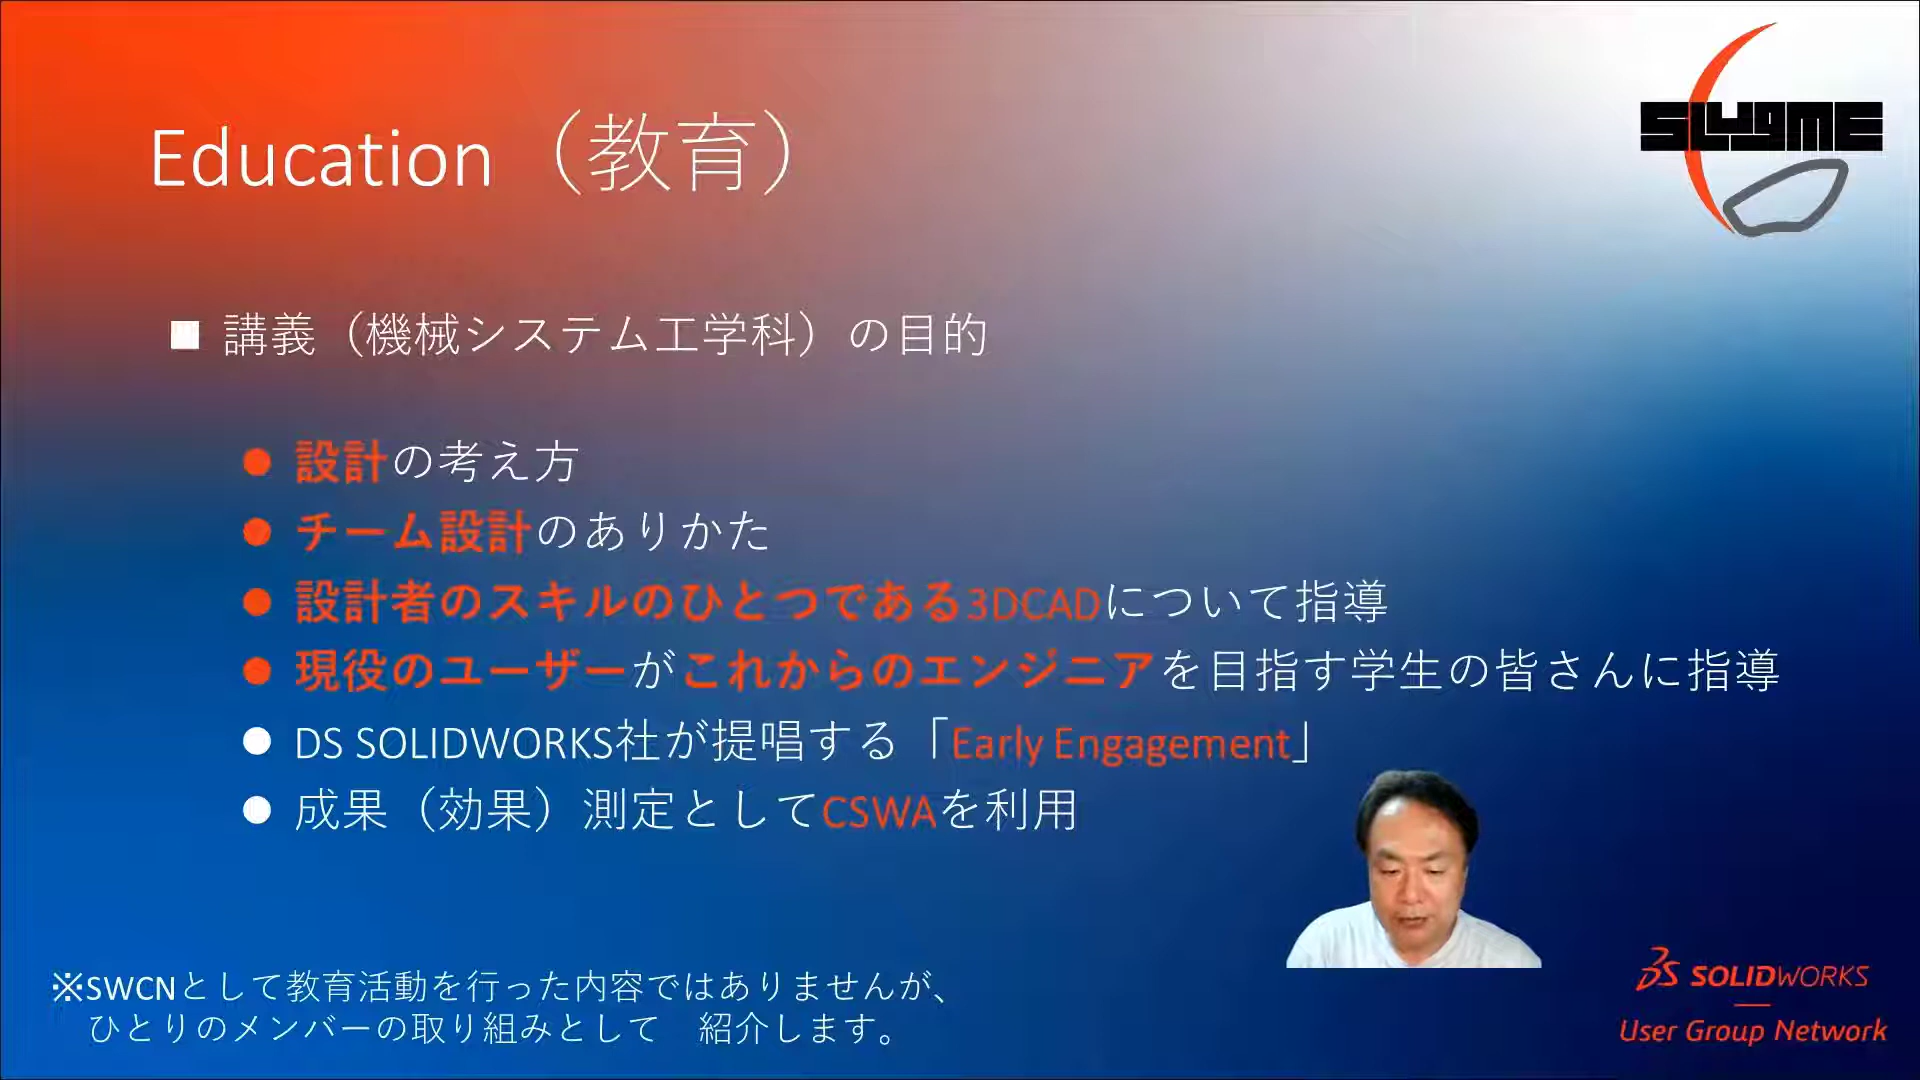 Education（教育）
SLUGME
■ 講義（機械システム工学科）の目的
● 設計の考え方
● チーム設計のありかた
● 設計者のスキルのひとつである3DCADについて指導
● 現役のユーザーがこれからのエンジニアを目指す学生の皆さんに指導
● DS SOLIDWORKS社が提唱する「Early Engagement」
● 成果（効果）測定としてCSWAを利用
※SWCNとして教育活動を行った内容ではありませんが、
ひとりのメンバーの取り組みとして　紹介します。
SOLIDWORKS
User Group Network